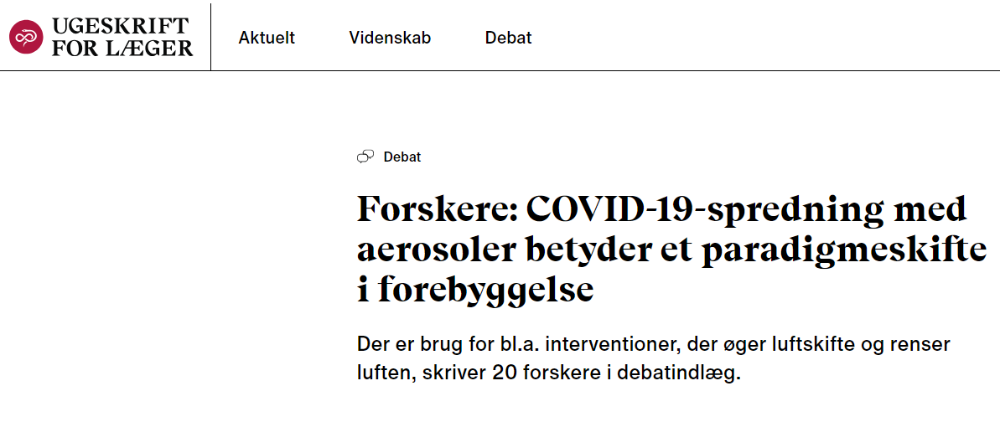 UGESKRIFT
FOR LÆGER
Aktuelt
Videnskab
Debat
Debat
Forskere: COVID-19-spredning med
aerosoler betyder et paradigmeskifte
i forebyggelse
Der er brug for bl.a. interventioner, der øger luftskifte og renser
luften, skriver 20 forskere i debatindlæg.